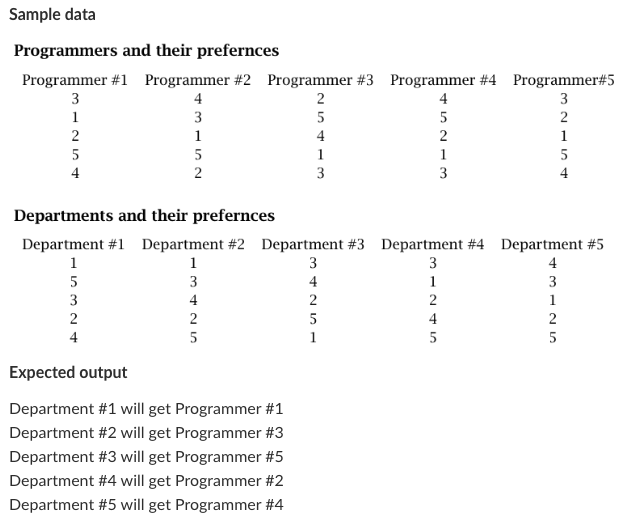 Sample data
Programmers and their prefernces
Programmer #1 Programmer #2 Programmer #3 Programmer #4 Programmer#5
3 4 2 4 3
1 3 5 5 2
2 1 4 2 1
5 5 1 1 5
4 2 3 3 4
Departments and their prefernces
Department #1 Department #2 Department #3 Department #4 Department #5
1 1 3 3 4
5 3 4 1 3
3 4 2 2 1
2 2 5 4 2
4 5 1 5 5
Expected output
Department #1 will get Programmer #1
Department #2 will get Programmer #3
Department #3 will get Programmer #5
Department #4 will get Programmer #2
Department #5 will get Programmer #4